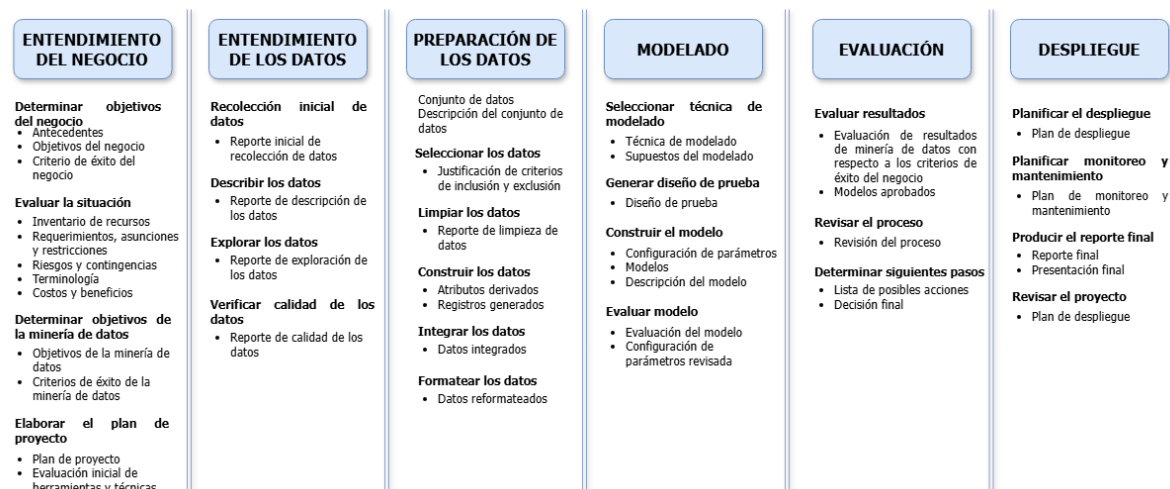 ENTENDIMIENTO
DEL NEGOCIO
Determinar objetivos
del negocio
• Antecedentes
• Objetivos del negocio
• Criterio de éxito del
negocio
Evaluar la situación
• Inventario de recursos
• Requerimientos, asunciones
y restricciones
• Riesgos y contingencias
• Terminología
• Costos y beneficios
Determinar objetivos de
la minería de datos
• Objetivos de la minería de
datos
• Criterios de éxito de la
minería de datos
Elaborar el plan de
proyecto
• Plan de proyecto
• Evaluación inicial de
herramientas y técnicas
ENTENDIMIENTO
DE LOS DATOS
Recolección inicial de
datos
• Reporte inicial de
recolección de datos
Describir los datos
• Reporte de descripción de
los datos
Explorar los datos
• Reporte de exploración de
los datos
Verificar calidad de los
datos
• Reporte de calidad de los
datos
PREPARACIÓN DE
LOS DATOS
Conjunto de datos
Descripción del conjunto de
datos
Seleccionar los datos
• Justificación de criterios
de inclusión y exclusión
Limpiar los datos
• Reporte de limpieza de
datos
Construir los datos
• Atributos derivados
• Registros generados
Integrar los datos
• Datos integrados
Formatear los datos
• Datos reformateados
MODELADO
Seleccionar técnica de
modelado
• Técnica de modelado
• Supuestos del modelado
Generar diseño de prueba
• Diseño de prueba
Construir el modelo
• Configuración de parámetros
• Modelos
• Descripción del modelo
Evaluar modelo
• Evaluación del modelo
• Configuración de
parámetros revisada
EVALUACIÓN
Evaluar resultados
• Evaluación de resultados
de minería de datos con
respecto a los criterios de
éxito del negocio
• Modelos aprobados
Revisar el proceso
• Revisión del proceso
Determinar siguientes pasos
• Lista de posibles acciones
• Decisión final
DESPLIEGUE
Planificar el despliegue
• Plan de despliegue
Planificar monitoreo y
mantenimiento
• Plan de monitoreo y
mantenimiento
Producir el reporte final
• Reporte final
• Presentación final
Revisar el proyecto
• Plan de despliegue